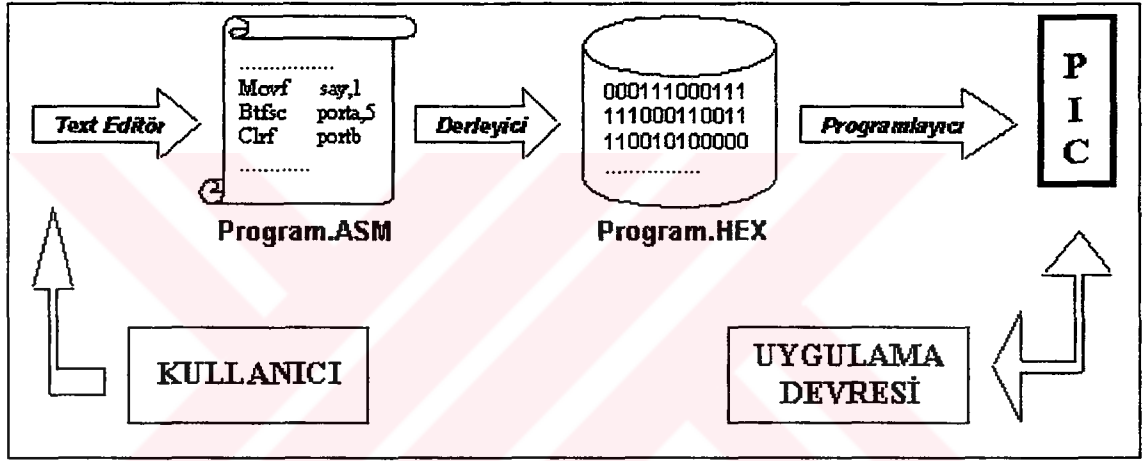 Text Editör
..................
Movf say,1
Btfsc porta,5
Clrf portb
..............
Program.ASM
Derleyici
000111000111
111000110011
110010100000
..................
Program.HEX
Programlayıcı
P
I
C
KULLANICI
UYGULAMA
DEVRESİ